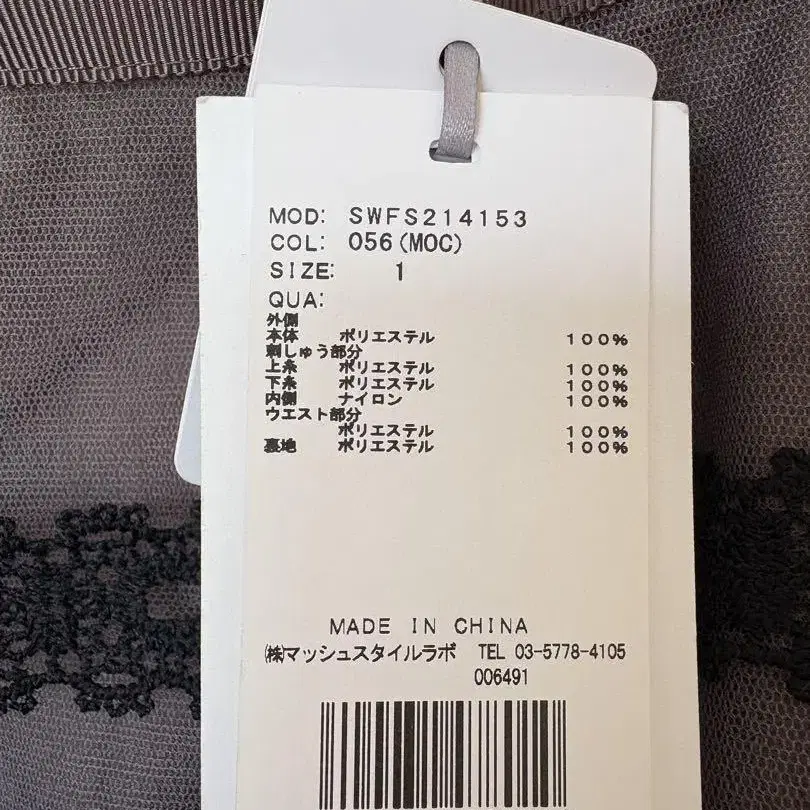 MOD: SWFS214153
COL: 056(MOC)
SIZE: 1
QUA:
外側
本体 ポリエステル 100%
刺しゅう部分
上糸 ポリエステル 100%
下糸 ポリエステル 100%
内側 ナイロン 100%
ウエスト部分
ポリエステル 100%
裏地 ポリエステル 100%
MADE IN CHINA
㈱マッシュスタイルラボ TEL 03-5778-4105
006491